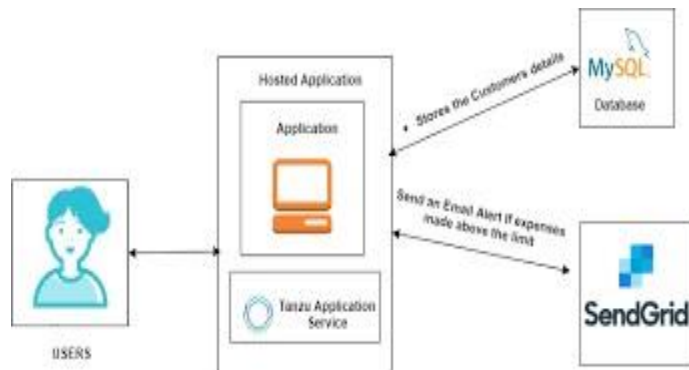 Hosted Application
Application
Tanzu Application
Service
USERS
• Stores the Customers details
MySQL
Database
Send an Email Alert if expenses
made above the limit
SendGrid